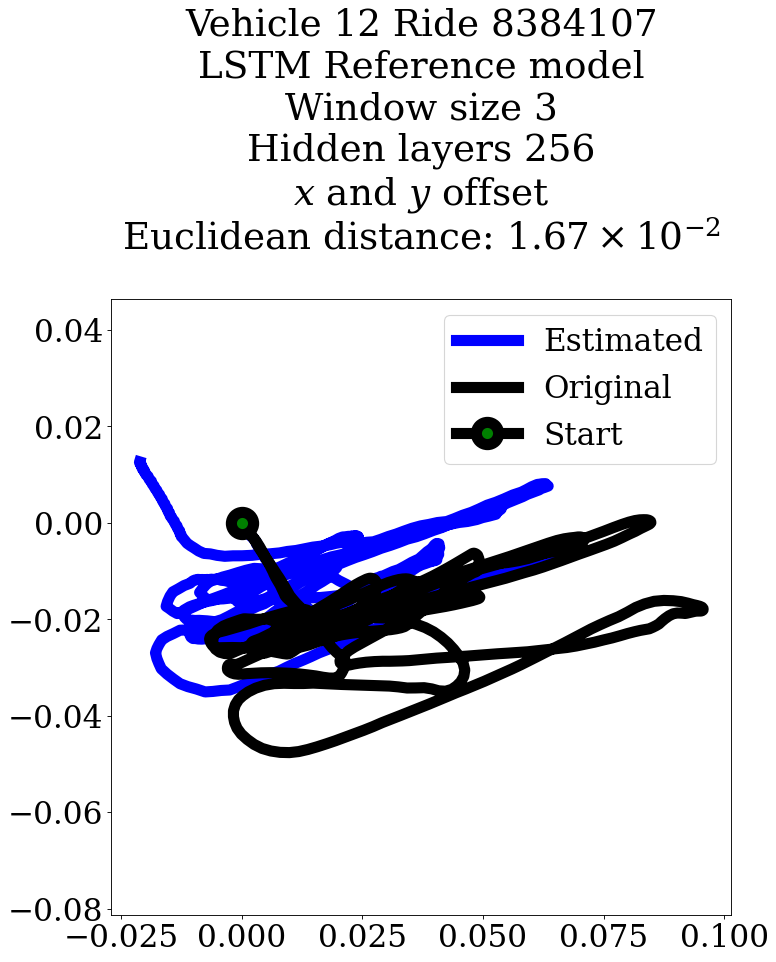 Vehicle 12 Ride 8384107
LSTM Reference model
Window size 3
Hidden layers 256
x and y offset
Euclidean distance: 1.67 × 10⁻²
Estimated
Original
Start
0.04
0.02
0.00
−0.02
−0.04
−0.06
−0.08
−0.025 0.000 0.025 0.050 0.075 0.100